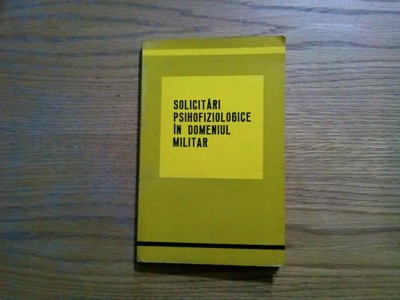 SOLICITĂRI
PSIHOFIZIOLOGICE
ÎN DOMENIUL
MILITAR